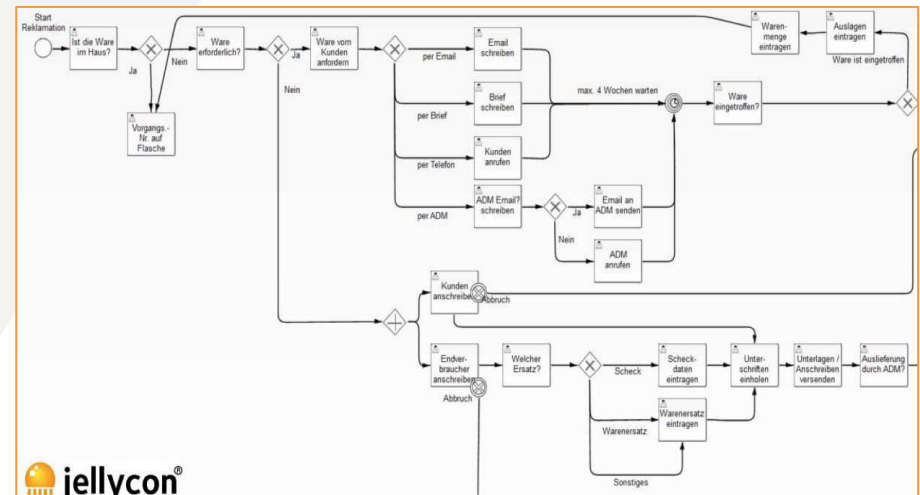 Start
Reklamation
Ist die Ware
im Haus?
Ja
Nein
Vorgangs.-
Nr. auf
Flasche
Ware
erforderlich?
Ja
Nein
Ware vom
Kunden
anfordern
per Email
Email
schreiben
per Brief
Brief
schreiben
per Telefon
Kunden
anrufen
per ADM
ADM Email?
schreiben
Ja
Nein
Email an
ADM senden
ADM
anrufen
max. 4 Wochen warten
Ware
eingetroffen?
Ware ist eingetroffen
Auslagen
eintragen
Waren-
menge
eintragen
Kunden
anschreiben
Abbruch
Endver-
braucher
anschreiben
Abbruch
Welcher
Ersatz?
Scheck
Scheck-
daten
eintragen
Warenersatz
Warenersatz
eintragen
Sonstiges
Unter-
schriften
einholen
Unterlagen /
Anschreiben
versenden
Auslieferung
durch ADM?
jellycon®